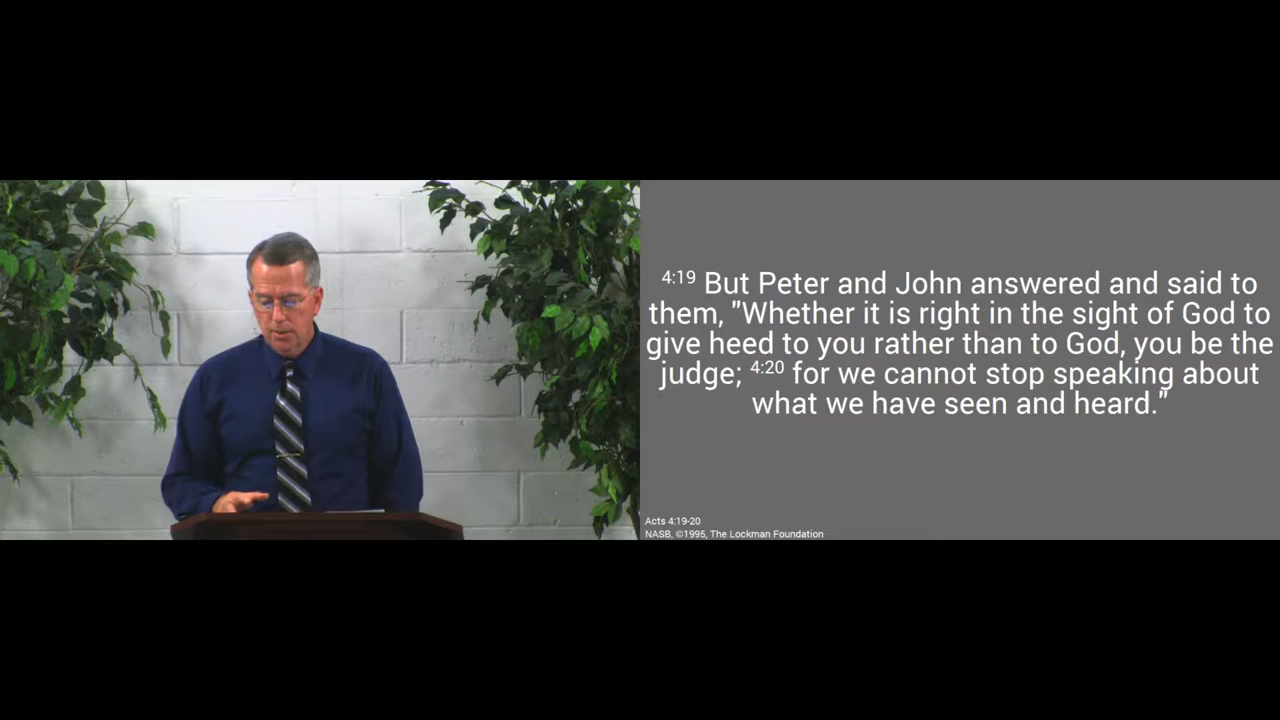 4:19 But Peter and John answered and said to
them, "Whether it is right in the sight of God to
give heed to you rather than to God, you be the
judge; 4:20 for we cannot stop speaking about
what we have seen and heard."
Acts 4:19-20
NASB, ©1995, The Lockman Foundation